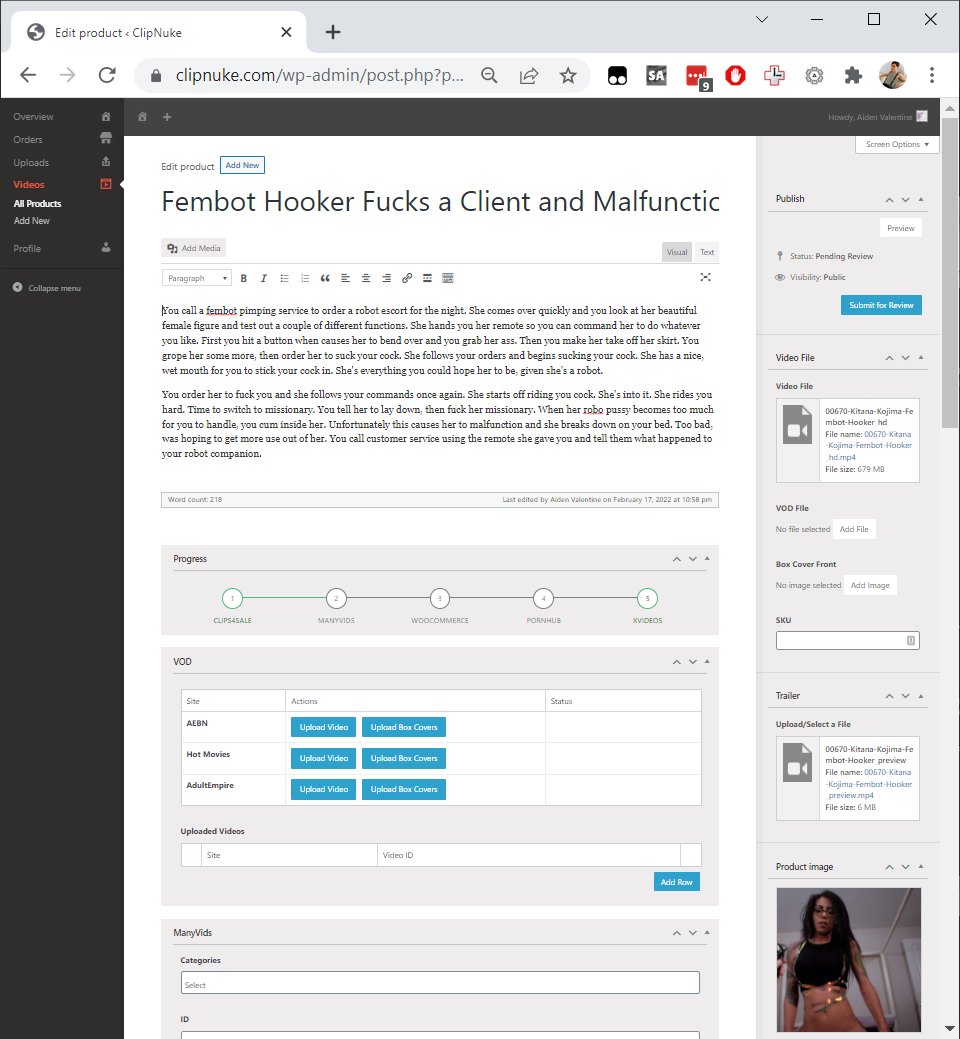 Edit product ‹ ClipNuke
clipnuke.com/wp-admin/post.php?p...
SA
9
Overview
Orders
Uploads
Videos
All Products
Add New
Profile
Collapse menu
Howdy, Aiden Valentine
Screen Options
Edit product Add New
Fembot Hooker Fucks a Client and Malfunctic
Add Media
Visual Text
Paragraph
B I
You call a fembot pimping service to order a robot escort for the night. She comes over quickly and you look at her beautiful
female figure and test out a couple of different functions. She hands you her remote so you can command her to do whatever
you like. First you hit a button when causes her to bend over and you grab her ass. Then you make her take off her skirt. You
grope her some more, then order her to suck your cock. She follows your orders and begins sucking your cock. She has a nice,
wet mouth for you to stick your cock in. She's everything you could hope her to be, given she's a robot.
You order her to fuck you and she follows your commands once again. She starts off riding you cock. She's into it. She rides you
hard. Time to switch to missionary. You tell her to lay down, then fuck her missionary. When her robo pussy becomes too much
for you to handle, you cum inside her. Unfortunately this causes her to malfunction and she breaks down on your bed. Too bad,
was hoping to get more use out of her. You call customer service using the remote she gave you and tell them what happened to
your robot companion.
Word count: 218
Last edited by Aiden Valentine on February 17, 2022 at 10:58 pm
Progress
1 2 3 4 5
CLIPS4SALE MANYVIDS WOOCOMMERCE PORNHUB XVIDEOS
VOD
Site Actions Status
AEBN Upload Video Upload Box Covers
Hot Movies Upload Video Upload Box Covers
AdultEmpire Upload Video Upload Box Covers
Uploaded Videos
Site Video ID
Add Row
ManyVids
Categories
Select
ID
Publish
Preview
Status: Pending Review
Visibility: Public
Submit for Review
Video File
Video File
00670-Kitana-Kojima-Fe
mbot-Hooker_hd
File name: 00670-Kitana
-Kojima-Fembot-Hooker
_hd.mp4
File size: 679 MB
VOD File
No file selected Add File
Box Cover Front
No image selected Add Image
SKU
Trailer
Upload/Select a File
00670-Kitana-Kojima-Fe
mbot-Hooker_preview
File name: 00670-Kitana
-Kojima-Fembot-Hooker
_preview.mp4
File size: 6 MB
Product image